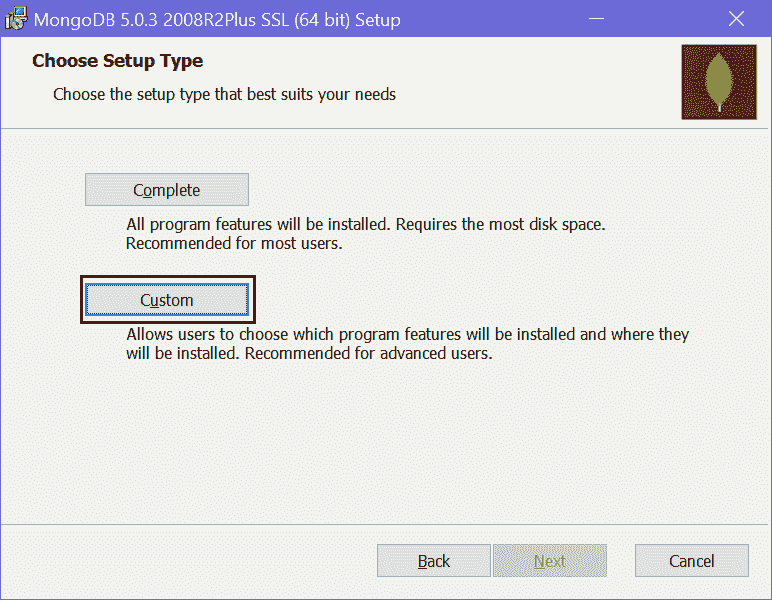 MongoDB 5.0.3 2008R2Plus SSL (64 bit) Setup
Choose Setup Type
Choose the setup type that best suits your needs
Complete
All program features will be installed. Requires the most disk space.
Recommended for most users.
Custom
Allows users to choose which program features will be installed and where they
will be installed. Recommended for advanced users.
Back Next Cancel